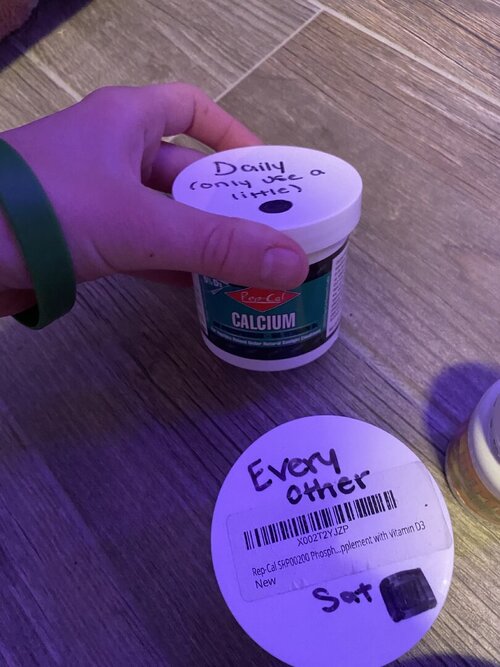 Daily
(only use a
little)
Rep-Cal
CALCIUM
Every
other
X002T2YJZP
Rep-Cal SRP00200 Phosph...pplement with Vitamin D3
New
Sat